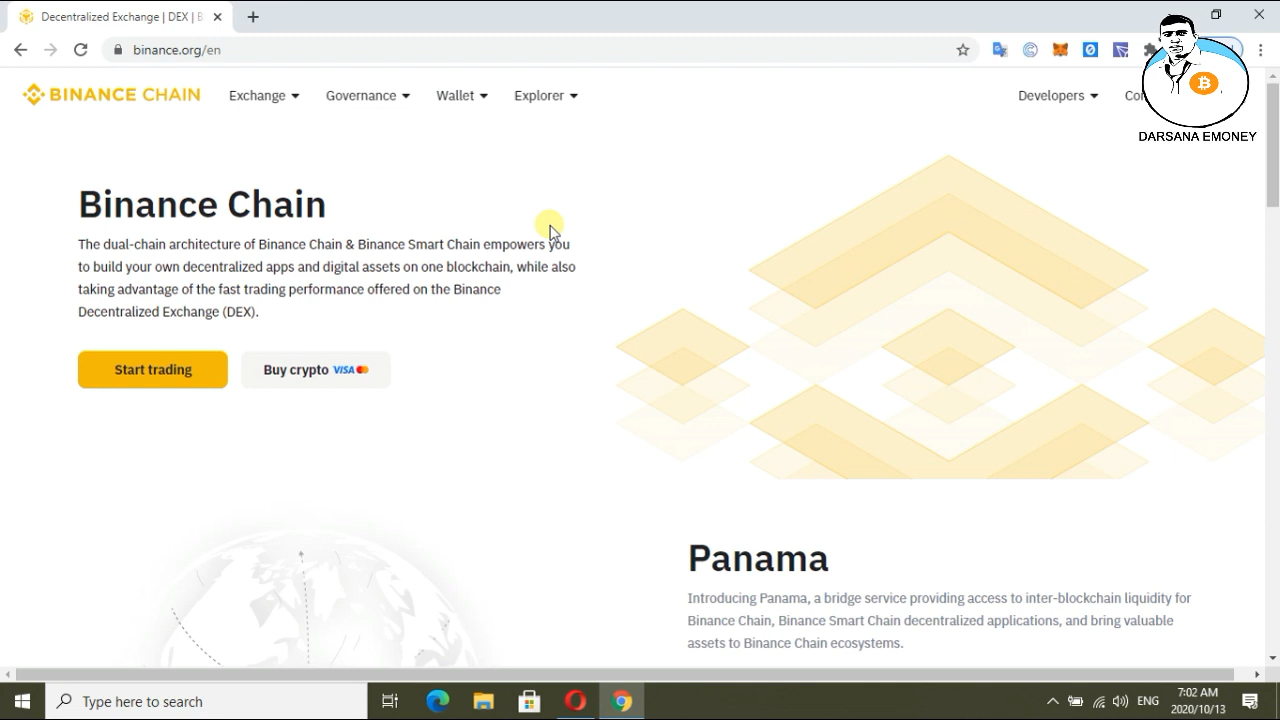 Decentralized Exchange | DEX |
binance.org/en
BINANCE CHAIN
Exchange
Governance
Wallet
Explorer
Developers
DARSANA EMONEY
Binance Chain
The dual-chain architecture of Binance Chain & Binance Smart Chain empowers you
to build your own decentralized apps and digital assets on one blockchain, while also
taking advantage of the fast trading performance offered on the Binance
Decentralized Exchange (DEX).
Start trading
Buy crypto VISA
Panama
Introducing Panama, a bridge service providing access to inter-blockchain liquidity for
Binance Chain, Binance Smart Chain decentralized applications, and bring valuable
assets to Binance Chain ecosystems.
Type here to search
ENG
7:02 AM
2020/10/13